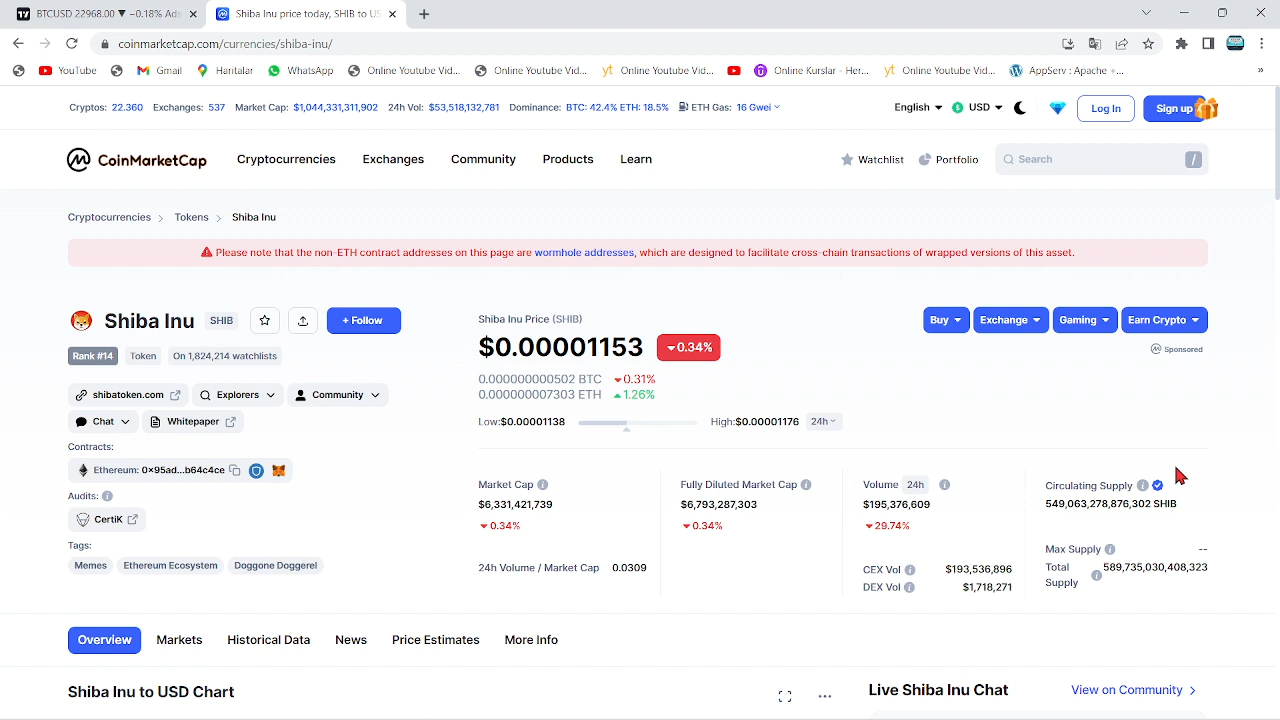 BTCUSD 22968.00 ▼ −0.18% Ads
Shiba Inu price today, SHIB to US
coinmarketcap.com/currencies/shiba-inu/
YouTube Gmail Haritalar WhatsApp Online Youtube Vid... Online Youtube Vid... Online Youtube Vid... Online Kurslar - Her... Online Youtube Vid... AppServ : Apache +... »
Cryptos: 22.360 Exchanges: 537 Market Cap: $1,044,331,311,902 24h Vol: $53,518,132,781 Dominance: BTC: 42.4% ETH: 18.5% ETH Gas: 16 Gwei
English USD Log In Sign up
CoinMarketCap Cryptocurrencies Exchanges Community Products Learn Watchlist Portfolio Search /
Cryptocurrencies > Tokens > Shiba Inu
Please note that the non-ETH contract addresses on this page are wormhole addresses, which are designed to facilitate cross-chain transactions of wrapped versions of this asset.
Shiba Inu SHIB + Follow
Rank #14 Token On 1,824,214 watchlists
shibatoken.com Explorers Community
Chat Whitepaper
Contracts:
Ethereum: 0x95ad...b64c4ce
Audits:
CertiK
Tags:
Memes Ethereum Ecosystem Doggone Doggerel
Shiba Inu Price (SHIB)
$0.00001153 0.34%
0.000000000502 BTC 0.31%
0.000000007303 ETH 1.26%
Low:$0.00001138 High:$0.00001176 24h
Buy Exchange Gaming Earn Crypto
Sponsored
Market Cap
$6,331,421,739
0.34%
24h Volume / Market Cap 0.0309
Fully Diluted Market Cap
$6,793,287,303
0.34%
Volume 24h
$195,376,609
29.74%
CEX Vol $193,536,896
DEX Vol $1,718,271
Circulating Supply
549,063,278,876,302 SHIB
Max Supply --
Total Supply 589,735,030,408,323
Overview Markets Historical Data News Price Estimates More Info
Shiba Inu to USD Chart
Live Shiba Inu Chat View on Community >